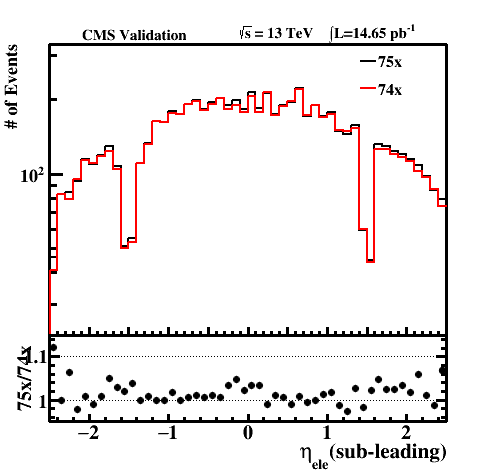 CMS Validation √s = 13 TeV ∫L=14.65 pb⁻¹
# of Events
75x
74x
10²
75x/74x
1.1
1
−2 −1 0 1 2
η_ele(sub-leading)